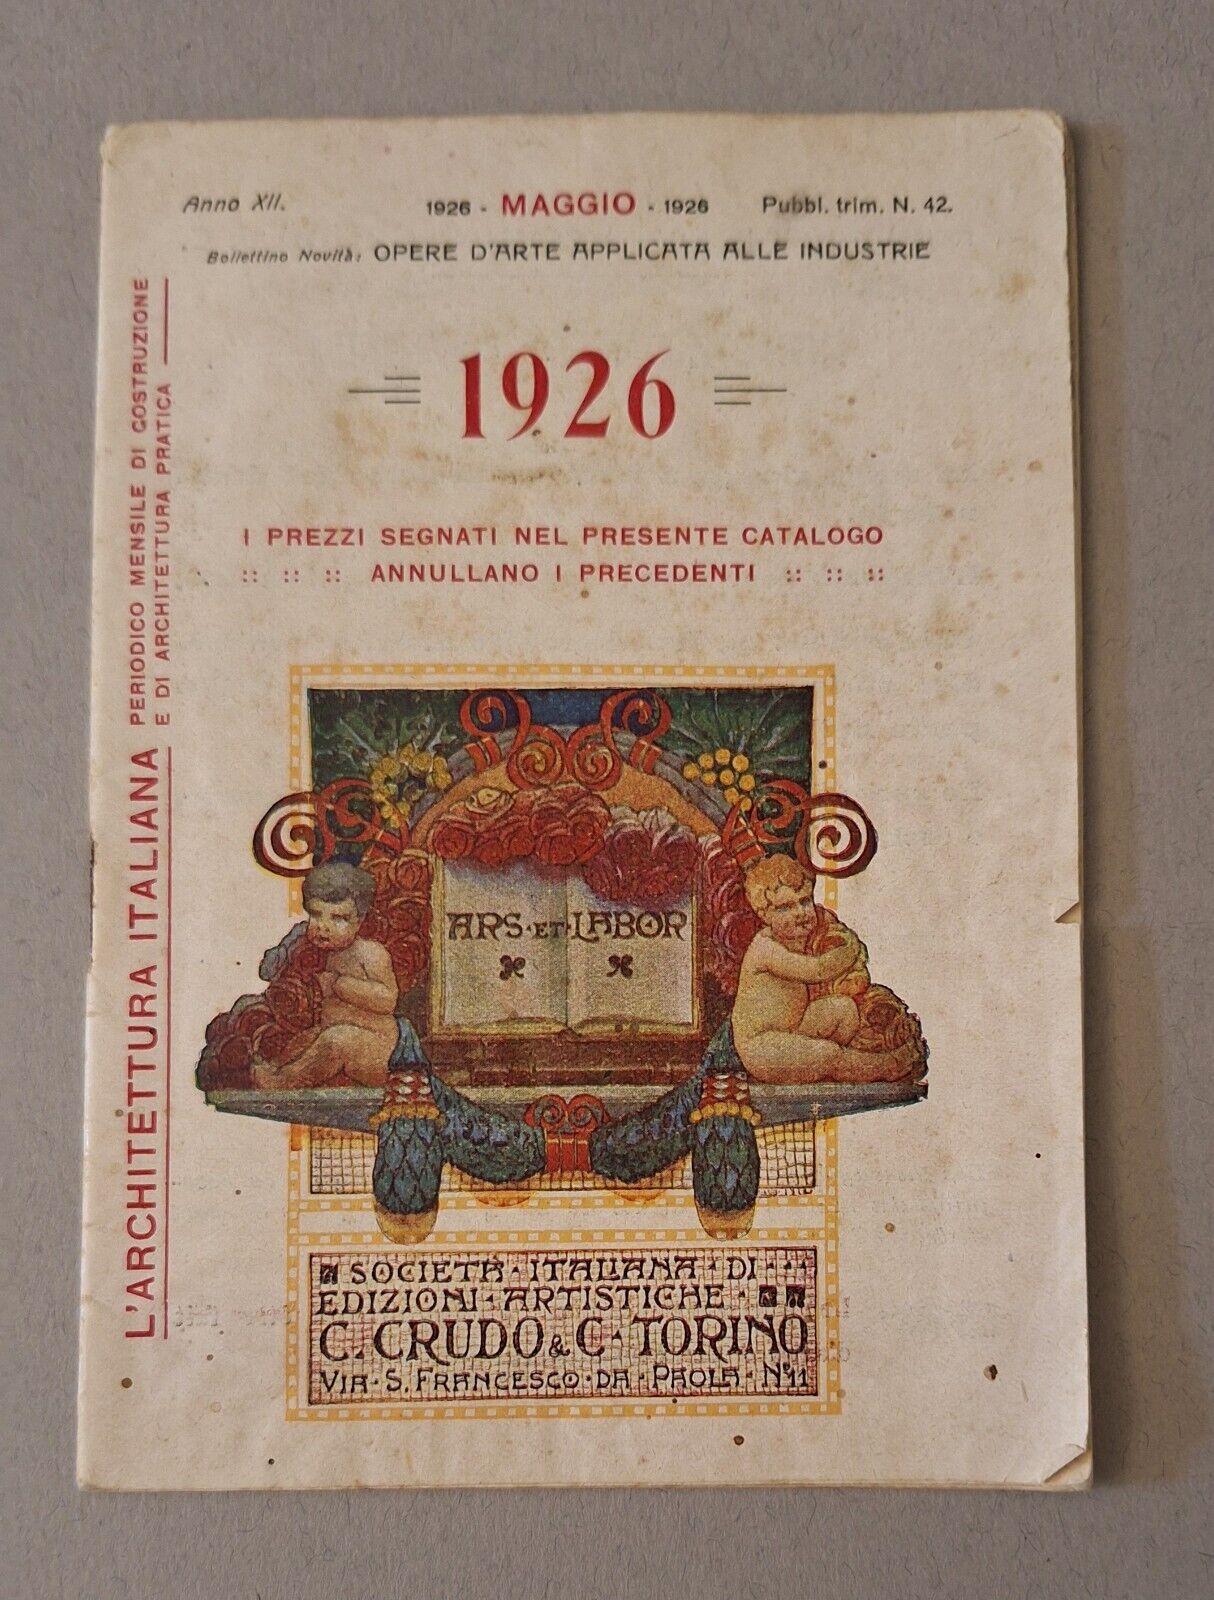 Anno XII. 1926 - MAGGIO - 1926 Pubbl. trim. N. 42.
Bollettino Novità: OPERE D'ARTE APPLICATA ALLE INDUSTRIE
1926
I PREZZI SEGNATI NEL PRESENTE CATALOGO
:: :: :: ANNULLANO I PRECEDENTI :: :: ::
L'ARCHITETTURA ITALIANA PERIODICO MENSILE DI COSTRUZIONE
E DI ARCHITETTURA PRATICA
ARS·ET·LABOR
SOCIETÀ·ITALIANA·DI···
EDIZIONI·ARTISTICHE·
C. CRUDO & C·TORINO
VIA·S. FRANCESCO·DA·PAOLA·Nº11